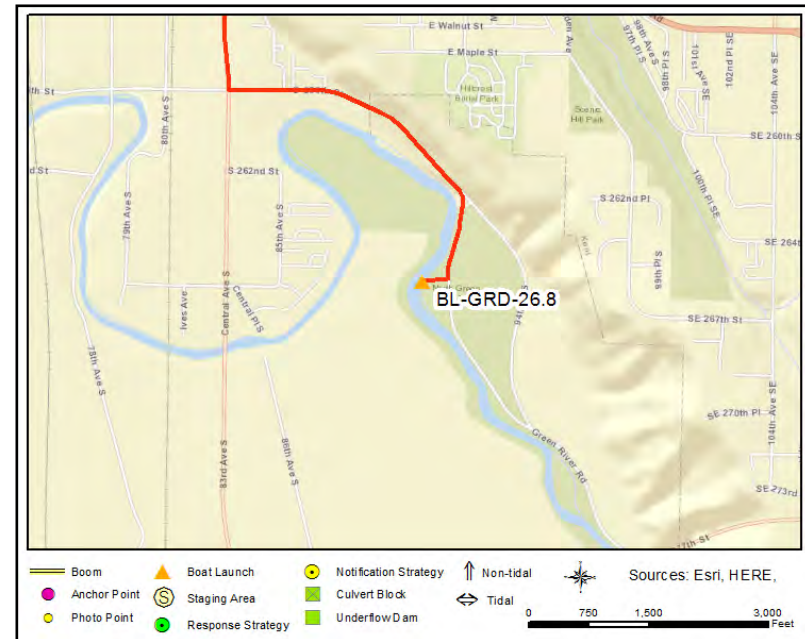 E Walnut St
E Maple St
98th Ave S
97th Pl S
98th Pl S
101st Ave SE
102nd Pl SE
104th Ave SE
80th Ave S
Hillcrest Burial Park
Scenic Hill Park
SE 260th St
100th Pl SE
S 262nd St
79th Ave S
85th Ave S
S 262nd Pl
Kent
99th Pl S
SE 264th
BL-GRD-26.8
94th
Ives Ave
Central Pl S
Central Ave S
SE 267th St
78th Ave S
83rd Ave S
86th Ave S
SE 270th Pl
104th Ave SE
Green River Rd
SE 273rd
Boom
Boat Launch
Notification Strategy
Non-tidal
Sources: Esri, HERE,
Anchor Point
Staging Area
Culvert Block
Tidal
Photo Point
Response Strategy
Underflow Dam
0 750 1,500 3,000
Feet